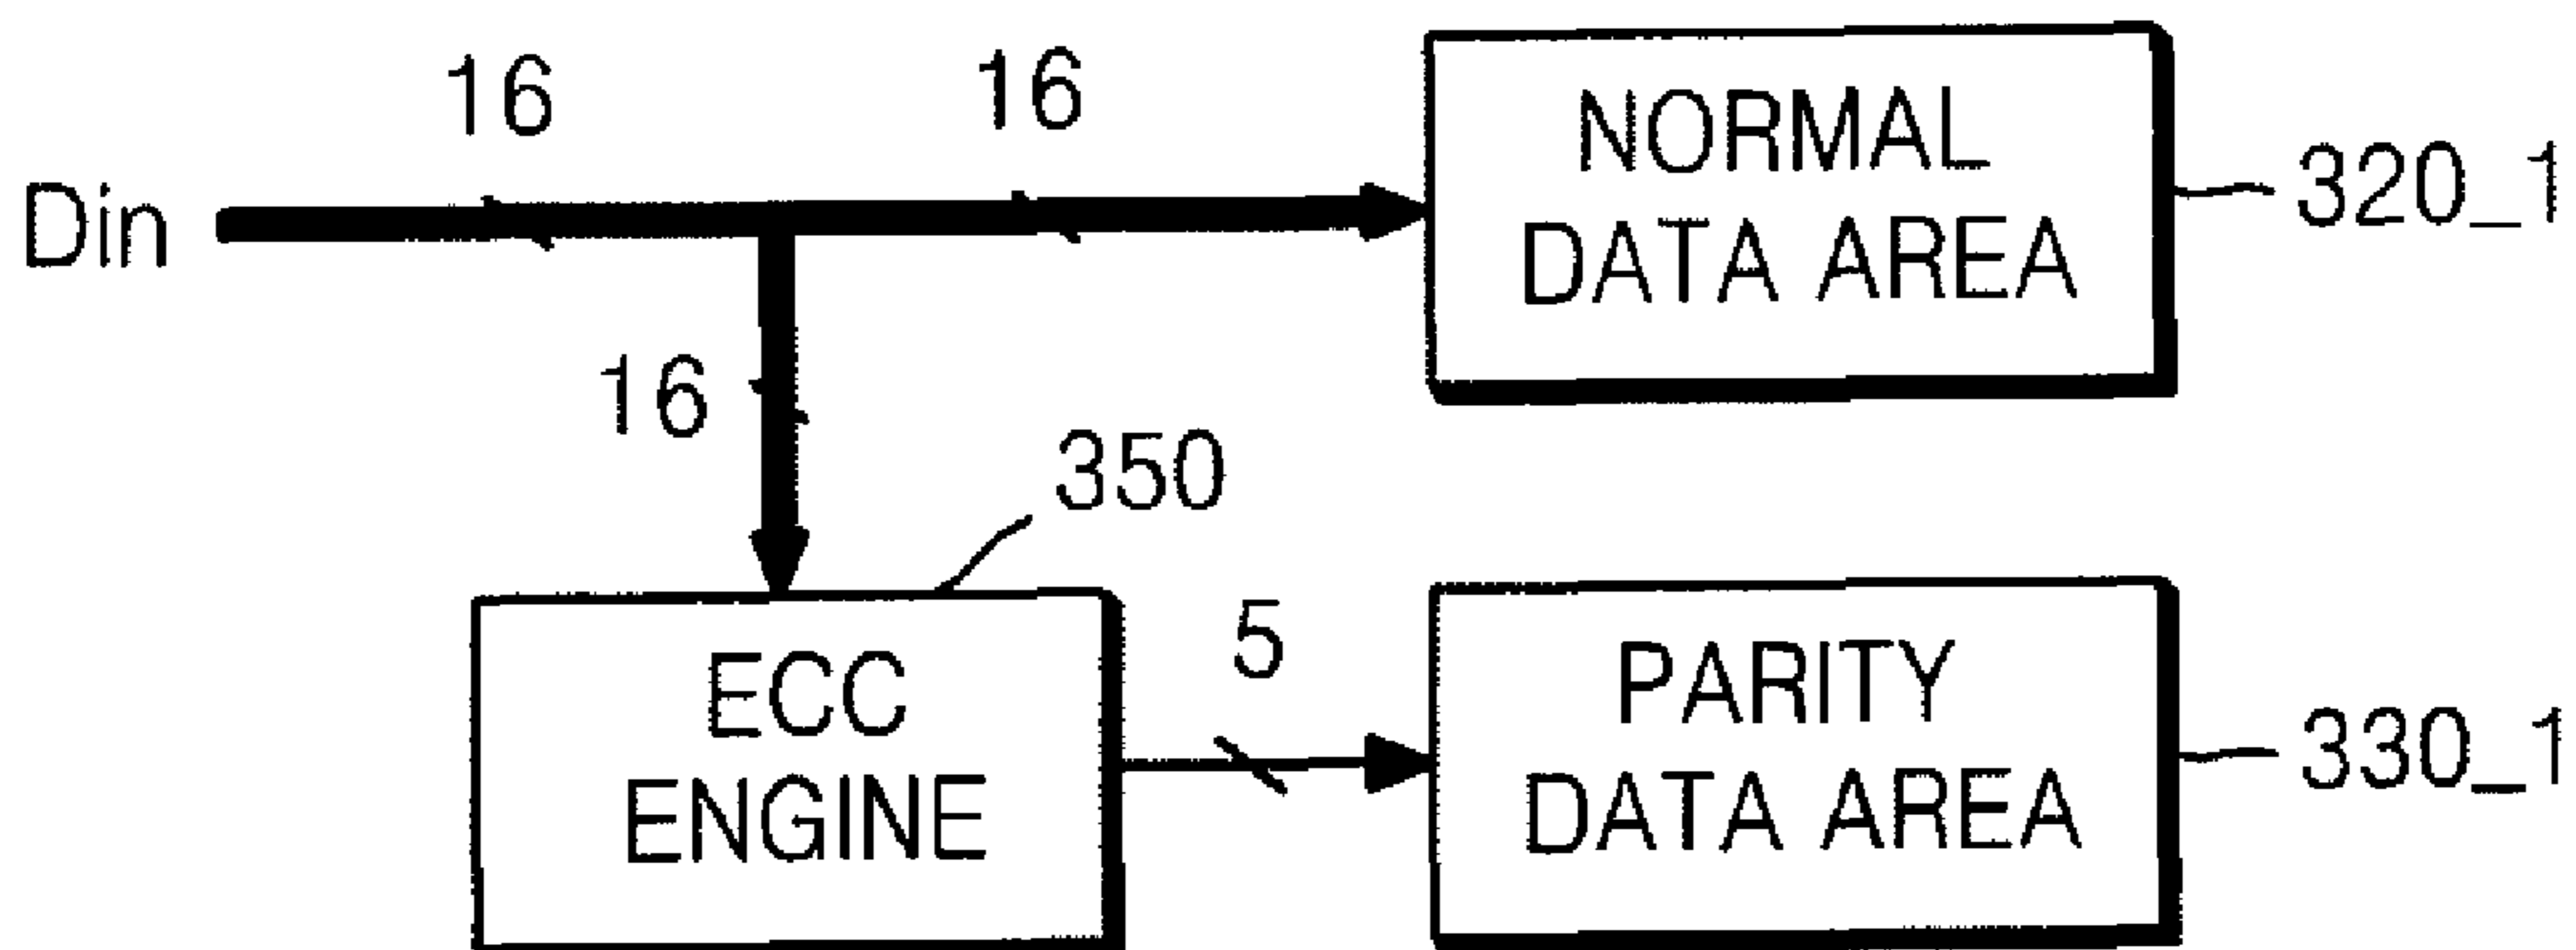 16
16
NORMAL
DATA AREA
320_1
Din
16
350
ECC
ENGINE
5
PARITY
DATA AREA
330_1